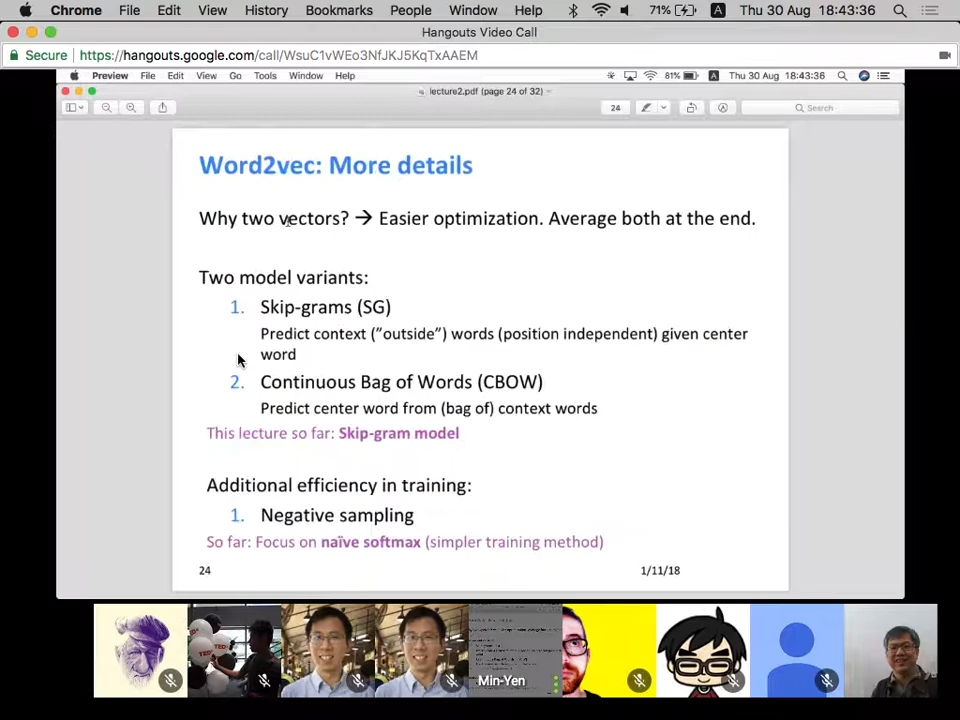 Chrome File Edit View History Bookmarks People Window Help 71% A Thu 30 Aug 18:43:36
Hangouts Video Call
Secure https://hangouts.google.com/call/WsuC1vWEo3NfJKJ5KqTxAAEM
Preview File Edit View Go Tools Window Help 81% A Thu 30 Aug 18:43:36
lecture2.pdf (page 24 of 32)
24 Search
Word2vec: More details
Why two vectors? → Easier optimization. Average both at the end.
Two model variants:
1. Skip-grams (SG)
Predict context (”outside”) words (position independent) given center
word
2. Continuous Bag of Words (CBOW)
Predict center word from (bag of) context words
This lecture so far: Skip-gram model
Additional efficiency in training:
1. Negative sampling
So far: Focus on naïve softmax (simpler training method)
24 1/11/18
Min-Yen